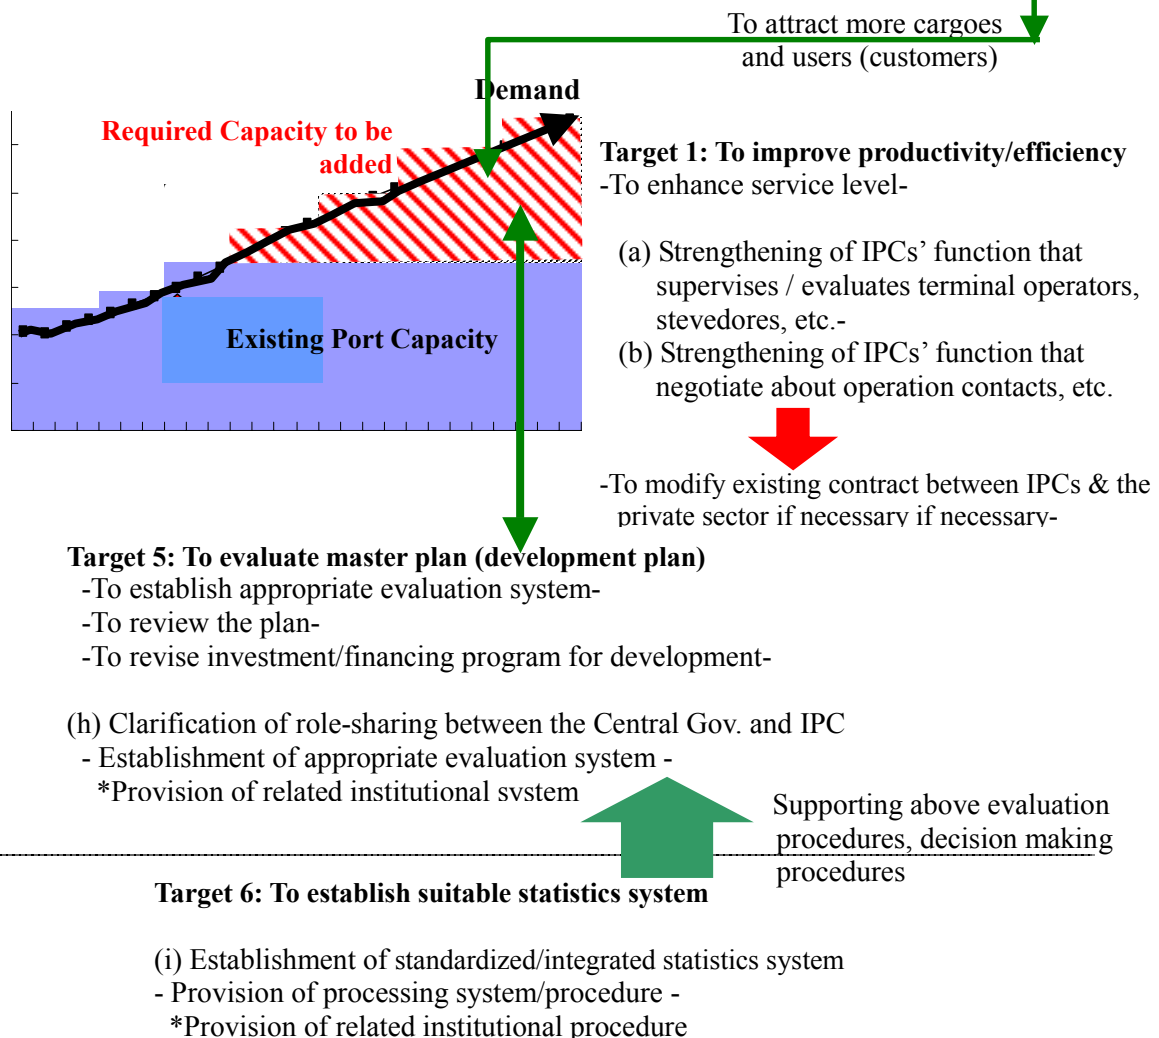 To attract more cargoes
and users (customers)
Demand
Required Capacity to be
added
Existing Port Capacity
Target 1: To improve productivity/efficiency
-To enhance service level-
(a) Strengthening of IPCs’ function that
supervises / evaluates terminal operators,
stevedores, etc.-
(b) Strengthening of IPCs’ function that
negotiate about operation contacts, etc.
-To modify existing contract between IPCs & the
private sector if necessary if necessary-
Target 5: To evaluate master plan (development plan)
-To establish appropriate evaluation system-
-To review the plan-
-To revise investment/financing program for development-
(h) Clarification of role-sharing between the Central Gov. and IPC
- Establishment of appropriate evaluation system -
*Provision of related institutional system
Supporting above evaluation
procedures, decision making
procedures
Target 6: To establish suitable statistics system
(i) Establishment of standardized/integrated statistics system
- Provision of processing system/procedure -
*Provision of related institutional procedure